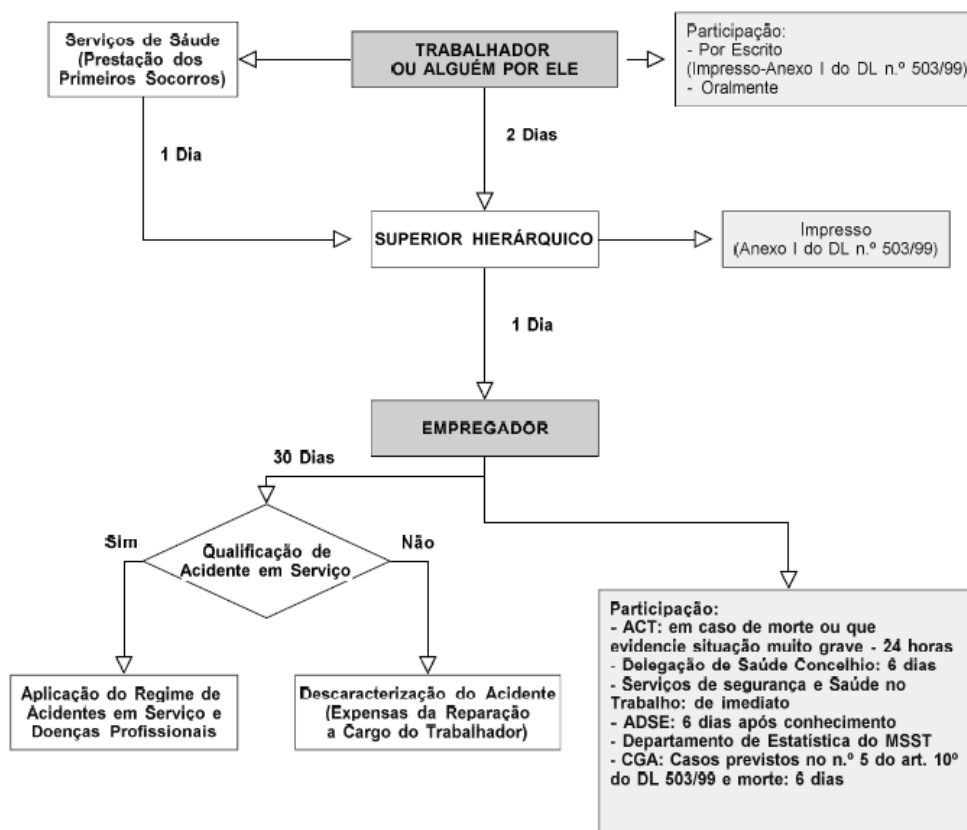 Serviços de Sáude
(Prestação dos
Primeiros Socorros)
TRABALHADOR
OU ALGUÉM POR ELE
Participação:
- Por Escrito
(Impresso-Anexo I do DL n.º 503/99)
- Oralmente
1 Dia
2 Dias
SUPERIOR HIERÁRQUICO
Impresso
(Anexo I do DL n.º 503/99)
1 Dia
EMPREGADOR
30 Dias
Sim
Qualificação de
Acidente em Serviço
Não
Aplicação do Regime de
Acidentes em Serviço e
Doenças Profissionais
Descaracterização do Acidente
(Expensas da Reparação
a Cargo do Trabalhador)
Participação:
- ACT: em caso de morte ou que
evidencie situação muito grave - 24 horas
- Delegação de Saúde Concelhio: 6 dias
- Serviços de segurança e Saúde no
Trabalho: de imediato
- ADSE: 6 dias após conhecimento
- Departamento de Estatística do MSST
- CGA: Casos previstos no n.º 5 do art. 10º
do DL 503/99 e morte: 6 dias